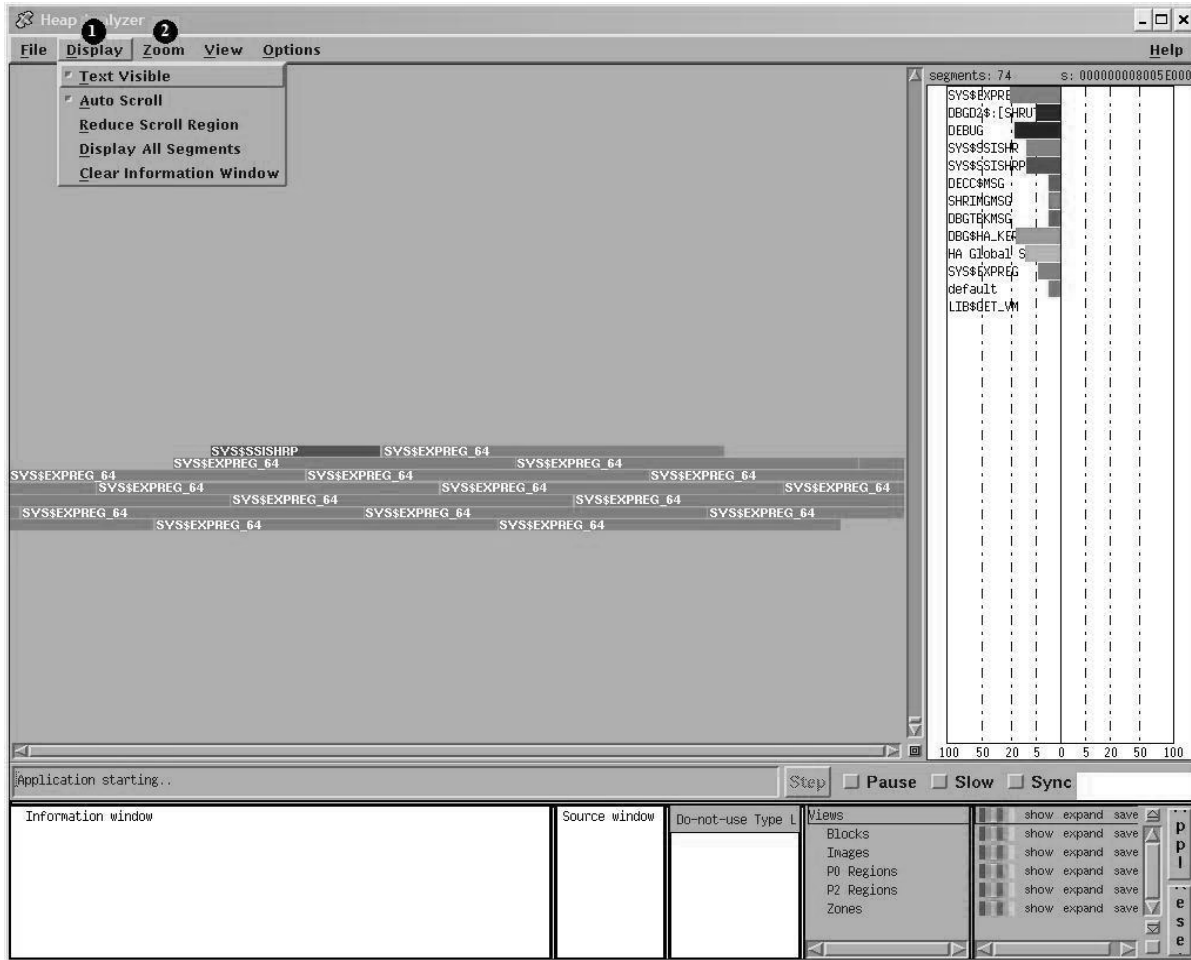 Heap Analyzer
1 2
File Display Zoom View Options Help
Text Visible
Auto Scroll
Reduce Scroll Region
Display All Segments
Clear Information Window
segments: 74 s: 000000008005E000
SYS$EXPRE
DBGD2$:[SHRUT
DEBUG
SYS$SSISHR
SYS$SSISHRP
DECC$MSG
SHRIMGMSG
DBGTBKMSG
DBG$HA_KER
HA Global S
SYS$EXPREG
default
LIB$GET_VM
SYS$SSISHRP SYS$EXPREG_64
SYS$EXPREG_64 SYS$EXPREG_64
SYS$EXPREG_64 SYS$EXPREG_64 SYS$EXPREG_64
SYS$EXPREG_64 SYS$EXPREG_64 SYS$EXPREG_64
SYS$EXPREG_64 SYS$EXPREG_64
SYS$EXPREG_64 SYS$EXPREG_64 SYS$EXPREG_64
SYS$EXPREG_64 SYS$EXPREG_64
100 50 20 5 0 5 20 50 100
Application starting.. Step Pause Slow Sync
Information window
Source window
Do-not-use Type L
Views show expand save
Blocks show expand save
Images show expand save
P0 Regions show expand save
P2 Regions show expand save
Zones show expand save
p
p
l
e
s
e